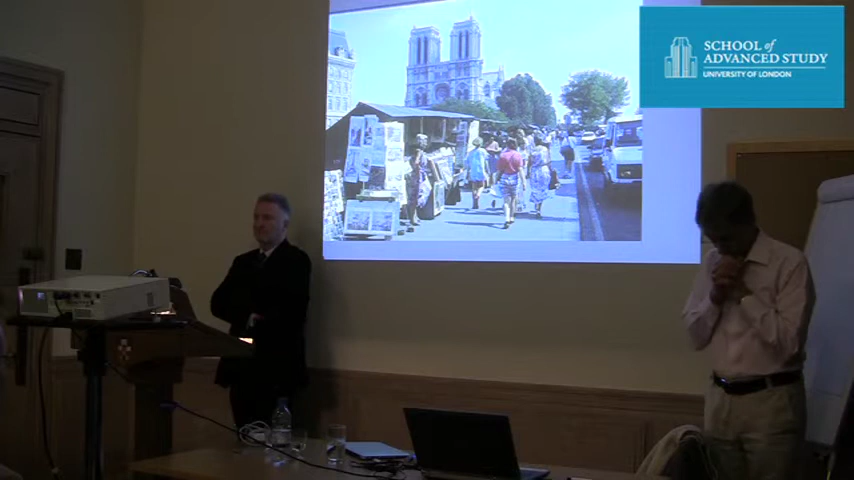 SCHOOL of
ADVANCED STUDY
UNIVERSITY OF LONDON